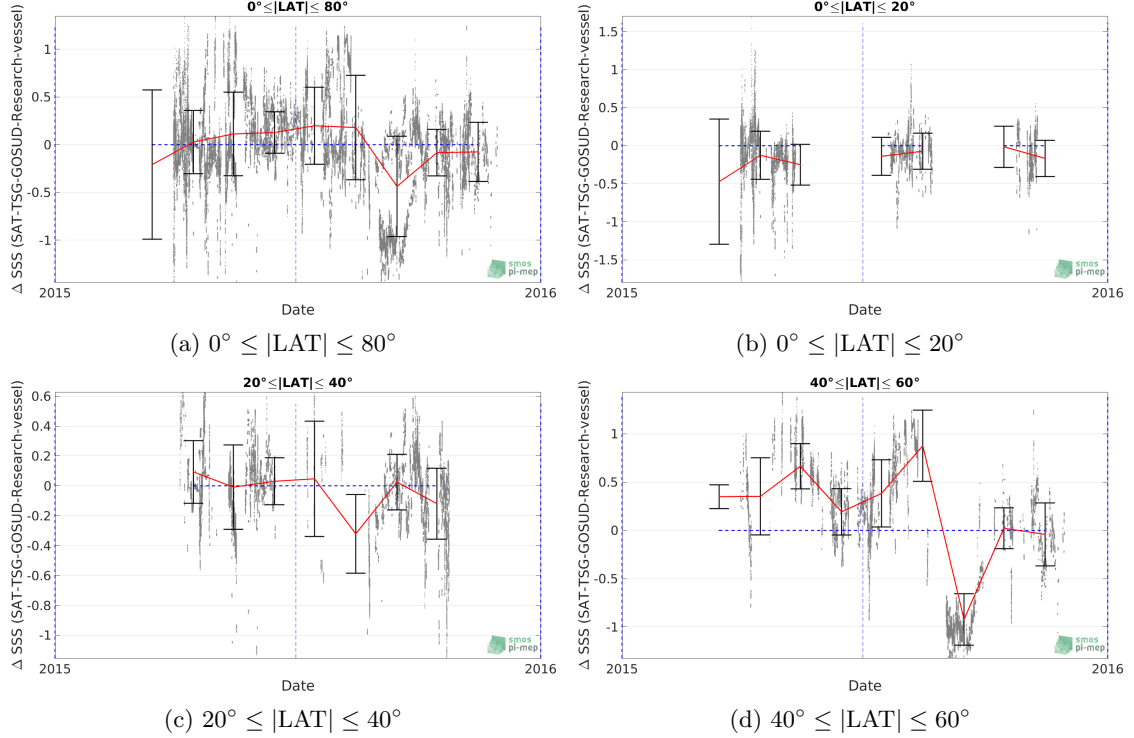 0°≤|LAT|≤ 80°
Δ SSS (SAT-TSG-GOSUD-Research-vessel)
1
0.5
0
-0.5
-1
2015
2016
Date
smos
pi-mep
(a) 0° ≤ |LAT| ≤ 80°
0°≤|LAT|≤ 20°
Δ SSS (SAT-TSG-GOSUD-Research-vessel)
1.5
1
0.5
0
-0.5
-1
-1.5
2015
2016
Date
smos
pi-mep
(b) 0° ≤ |LAT| ≤ 20°
20°≤|LAT|≤ 40°
Δ SSS (SAT-TSG-GOSUD-Research-vessel)
0.6
0.4
0.2
0
-0.2
-0.4
-0.6
-0.8
-1
2015
2016
Date
smos
pi-mep
(c) 20° ≤ |LAT| ≤ 40°
40°≤|LAT|≤ 60°
Δ SSS (SAT-TSG-GOSUD-Research-vessel)
1
0.5
0
-0.5
-1
2015
2016
Date
smos
pi-mep
(d) 40° ≤ |LAT| ≤ 60°